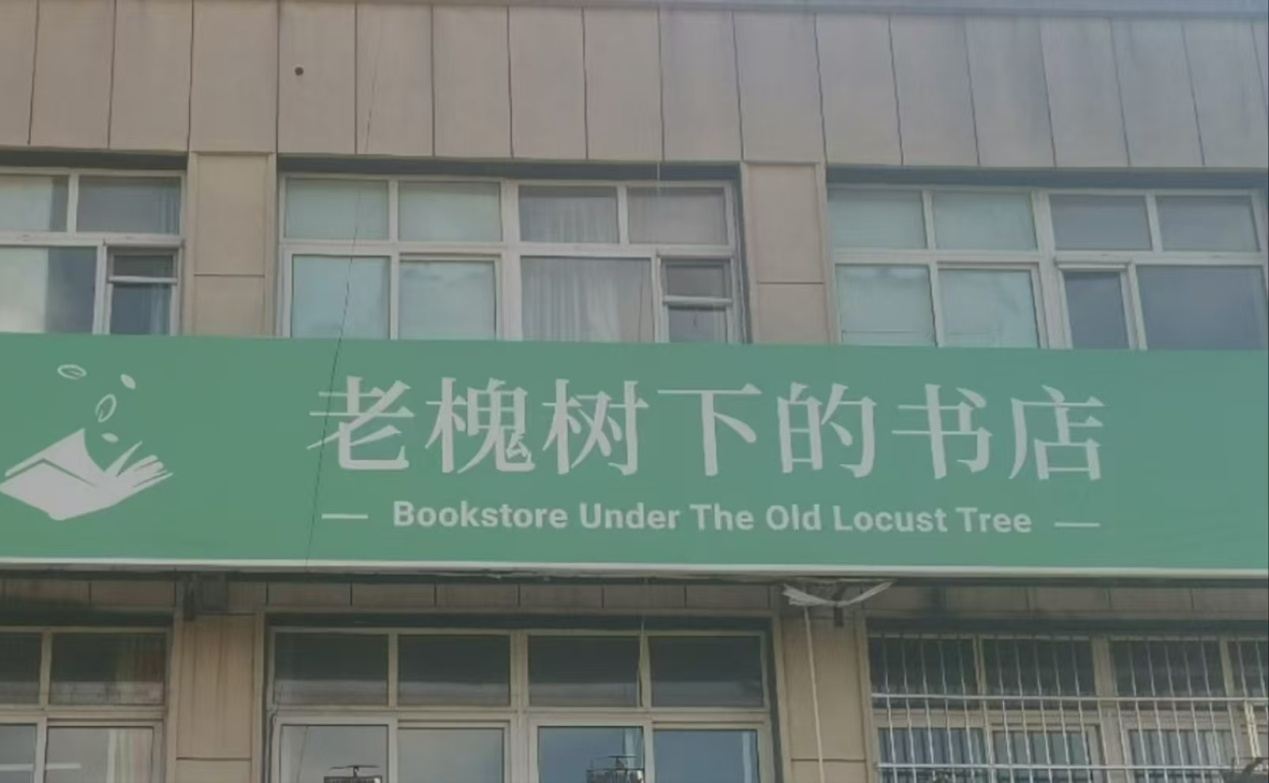 老槐树下的书店
Bookstore Under The Old Locust Tree